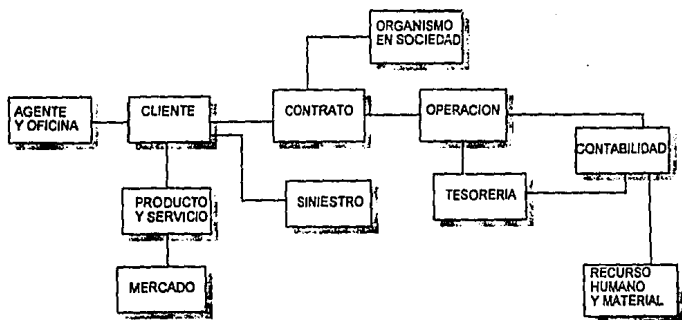 ORGANISMO
EN SOCIEDAD
AGENTE
Y OFICINA
CLIENTE
CONTRATO
OPERACION
CONTABILIDAD
PRODUCTO
Y SERVICIO
SINIESTRO
TESORERIA
MERCADO
RECURSO
HUMANO
Y MATERIAL